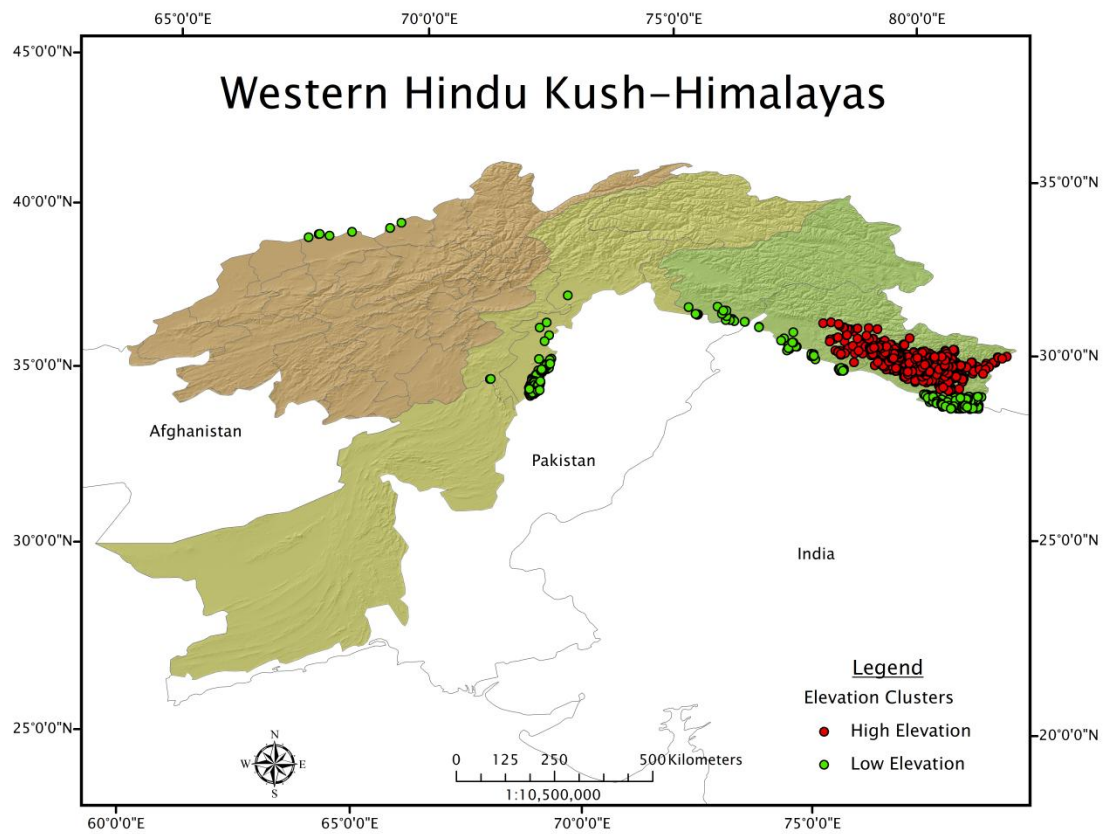 65°0'0"E 70°0'0"E 75°0'0"E 80°0'0"E
45°0'0"N
Western Hindu Kush-Himalayas
40°0'0"N 35°0'0"N
35°0'0"N 30°0'0"N
Afghanistan
Pakistan
30°0'0"N 25°0'0"N
India
Legend
Elevation Clusters
High Elevation
Low Elevation
25°0'0"N 20°0'0"N
N
W E
S
0 125 250 500 Kilometers
1:10,500,000
60°0'0"E 65°0'0"E 70°0'0"E 75°0'0"E